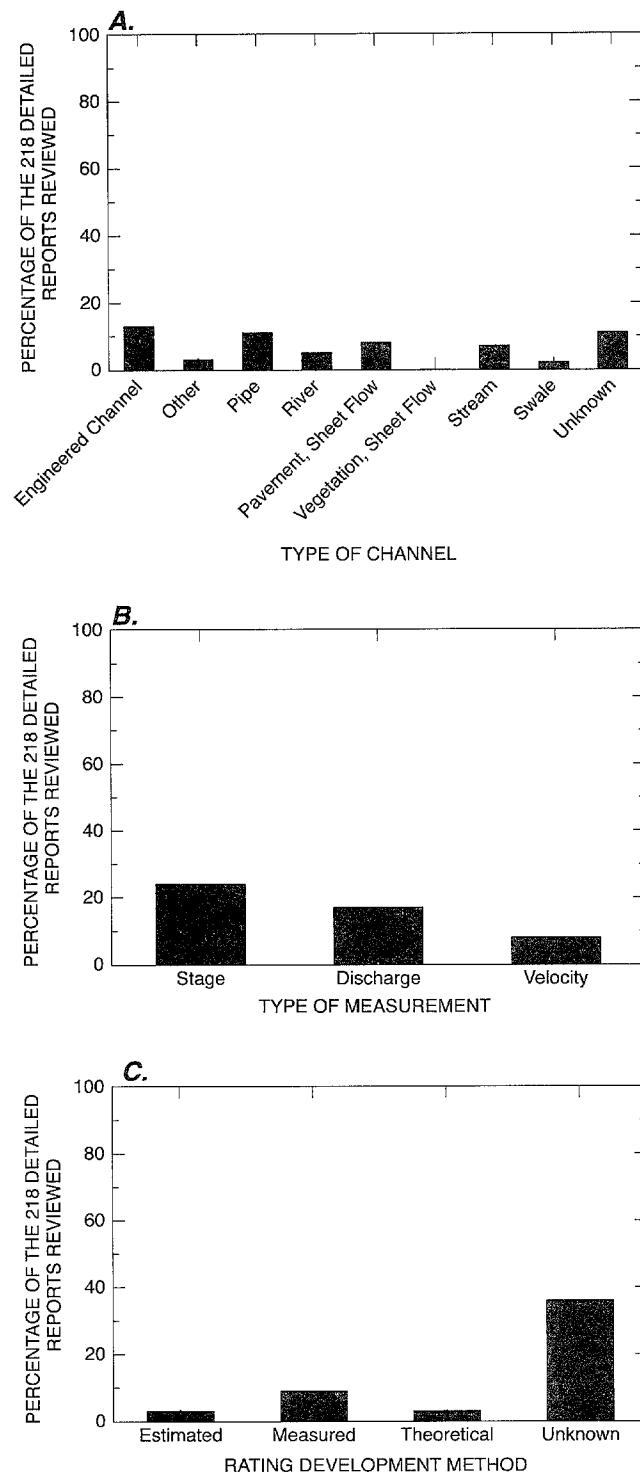 A.
PERCENTAGE OF THE 218 DETAILED
REPORTS REVIEWED
100
80
60
40
20
0
Engineered Channel
Other
Pipe
River
Pavement, Sheet Flow
Vegetation, Sheet Flow
Stream
Swale
Unknown
TYPE OF CHANNEL
B.
PERCENTAGE OF THE 218 DETAILED
REPORTS REVIEWED
100
80
60
40
20
0
Stage Discharge Velocity
TYPE OF MEASUREMENT
C.
PERCENTAGE OF THE 218 DETAILED
REPORTS REVIEWED
100
80
60
40
20
0
Estimated Measured Theoretical Unknown
RATING DEVELOPMENT METHOD